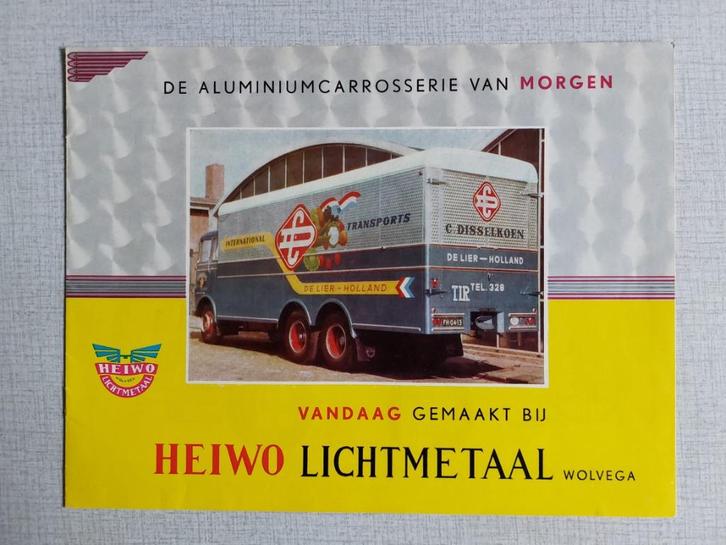 DE ALUMINIUMCARROSSERIE VAN MORGEN
INTERNATIONAL
TRANSPORTS
DE LIER - HOLLAND
C. DISSELKOEN
DE LIER — HOLLAND
TIR TEL. 328
HEIWO
LICHTMETAAL
VANDAAG GEMAAKT BIJ
HEIWO LICHTMETAAL WOLVEGA